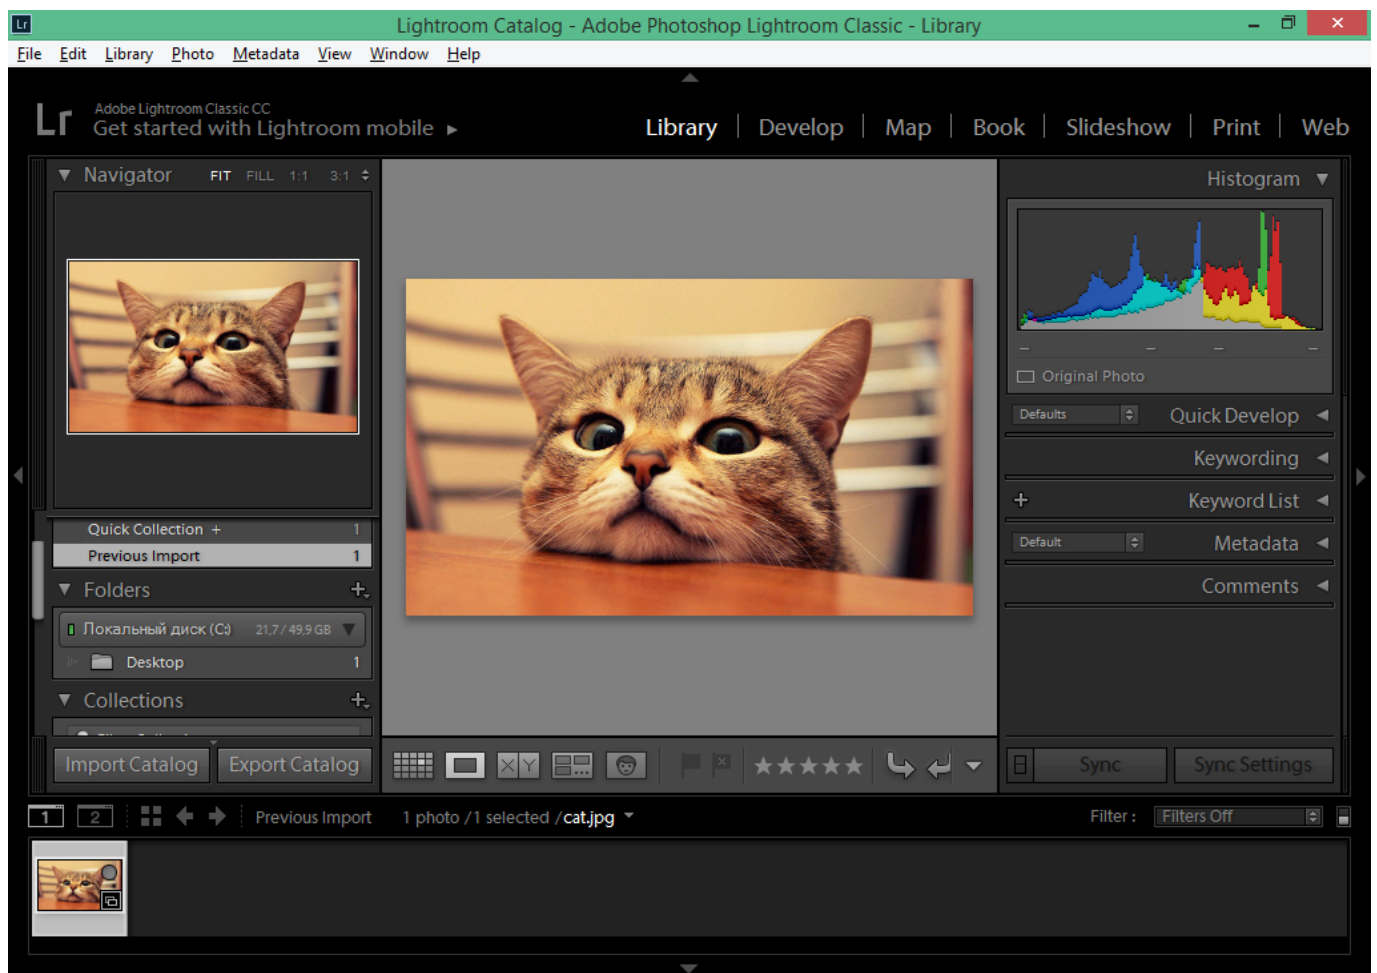 Lr
Lightroom Catalog - Adobe Photoshop Lightroom Classic - Library
File Edit Library Photo Metadata View Window Help
Lr
Adobe Lightroom Classic CC
Get started with Lightroom mobile
Library | Develop | Map | Book | Slideshow | Print | Web
Navigator FIT FILL 1:1 3:1
Histogram
Original Photo
Defaults Quick Develop
Keywording
+ Keyword List
Default Metadata
Comments
Quick Collection + 1
Previous Import 1
Folders +
Локальный диск (C:) 21,7 / 49,9 GB
Desktop 1
Collections +
Import Catalog Export Catalog
X Y
Sync Sync Settings
1 2 Previous Import 1 photo /1 selected /cat.jpg
Filter : Filters Off